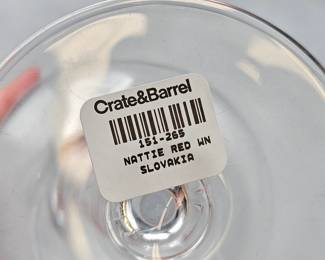 Crate&Barrel
151-265
NATTIE RED WN
SLOVAKIA